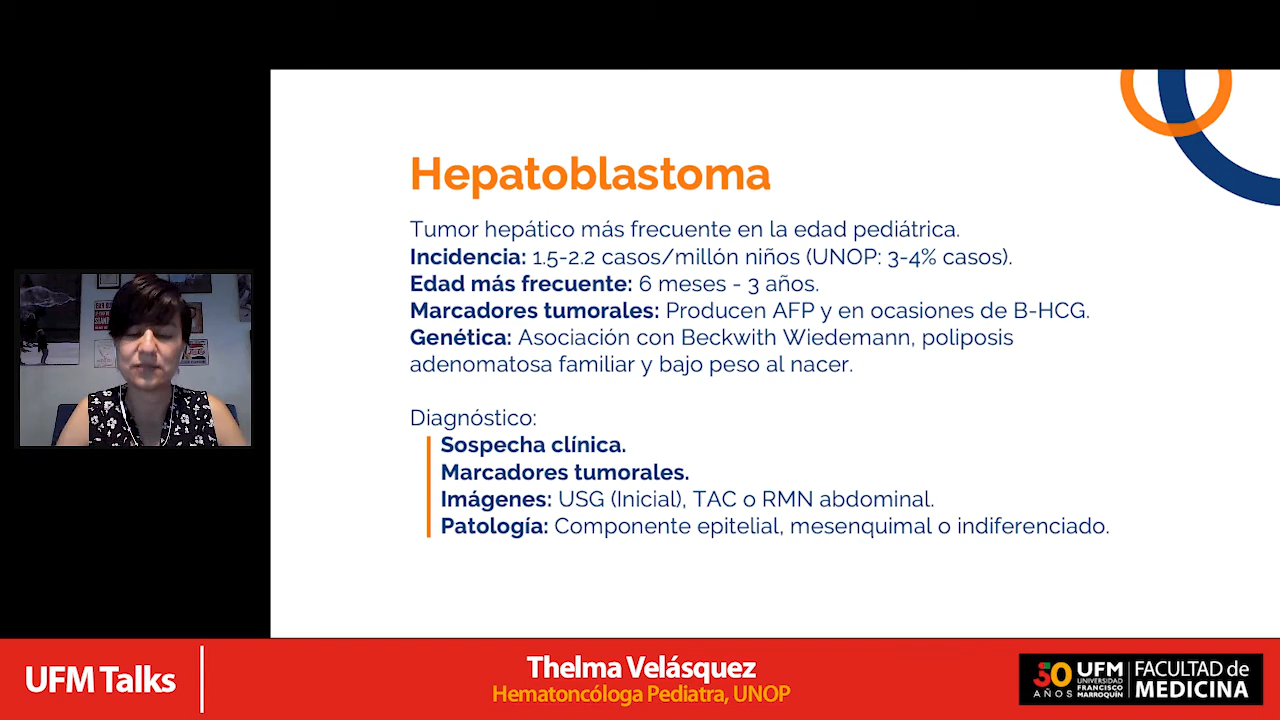 Hepatoblastoma
Tumor hepático más frecuente en la edad pediátrica.
Incidencia: 1.5-2.2 casos/millón niños (UNOP: 3-4% casos).
Edad más frecuente: 6 meses - 3 años.
Marcadores tumorales: Producen AFP y en ocasiones de B-HCG.
Genética: Asociación con Beckwith Wiedemann, poliposis
adenomatosa familiar y bajo peso al nacer.
Diagnóstico:
Sospecha clínica.
Marcadores tumorales.
Imágenes: USG (Inicial), TAC o RMN abdominal.
Patología: Componente epitelial, mesenquimal o indiferenciado.
UFM Talks
Thelma Velásquez
Hematoncóloga Pediatra, UNOP
50 AÑOS
UFM
UNIVERSIDAD
FRANCISCO
MARROQUÍN
FACULTAD de
MEDICINA